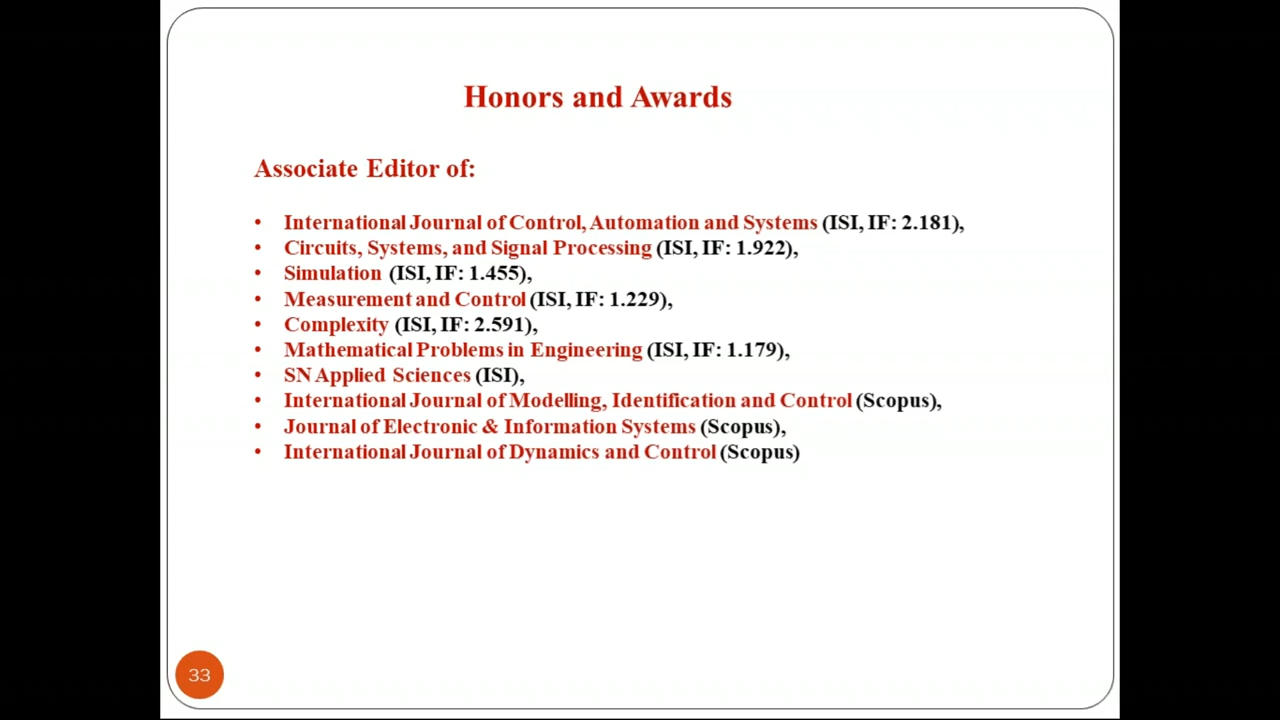 Honors and Awards
Associate Editor of:
• International Journal of Control, Automation and Systems (ISI, IF: 2.181),
• Circuits, Systems, and Signal Processing (ISI, IF: 1.922),
• Simulation (ISI, IF: 1.455),
• Measurement and Control (ISI, IF: 1.229),
• Complexity (ISI, IF: 2.591),
• Mathematical Problems in Engineering (ISI, IF: 1.179),
• SN Applied Sciences (ISI),
• International Journal of Modelling, Identification and Control (Scopus),
• Journal of Electronic & Information Systems (Scopus),
• International Journal of Dynamics and Control (Scopus)
33